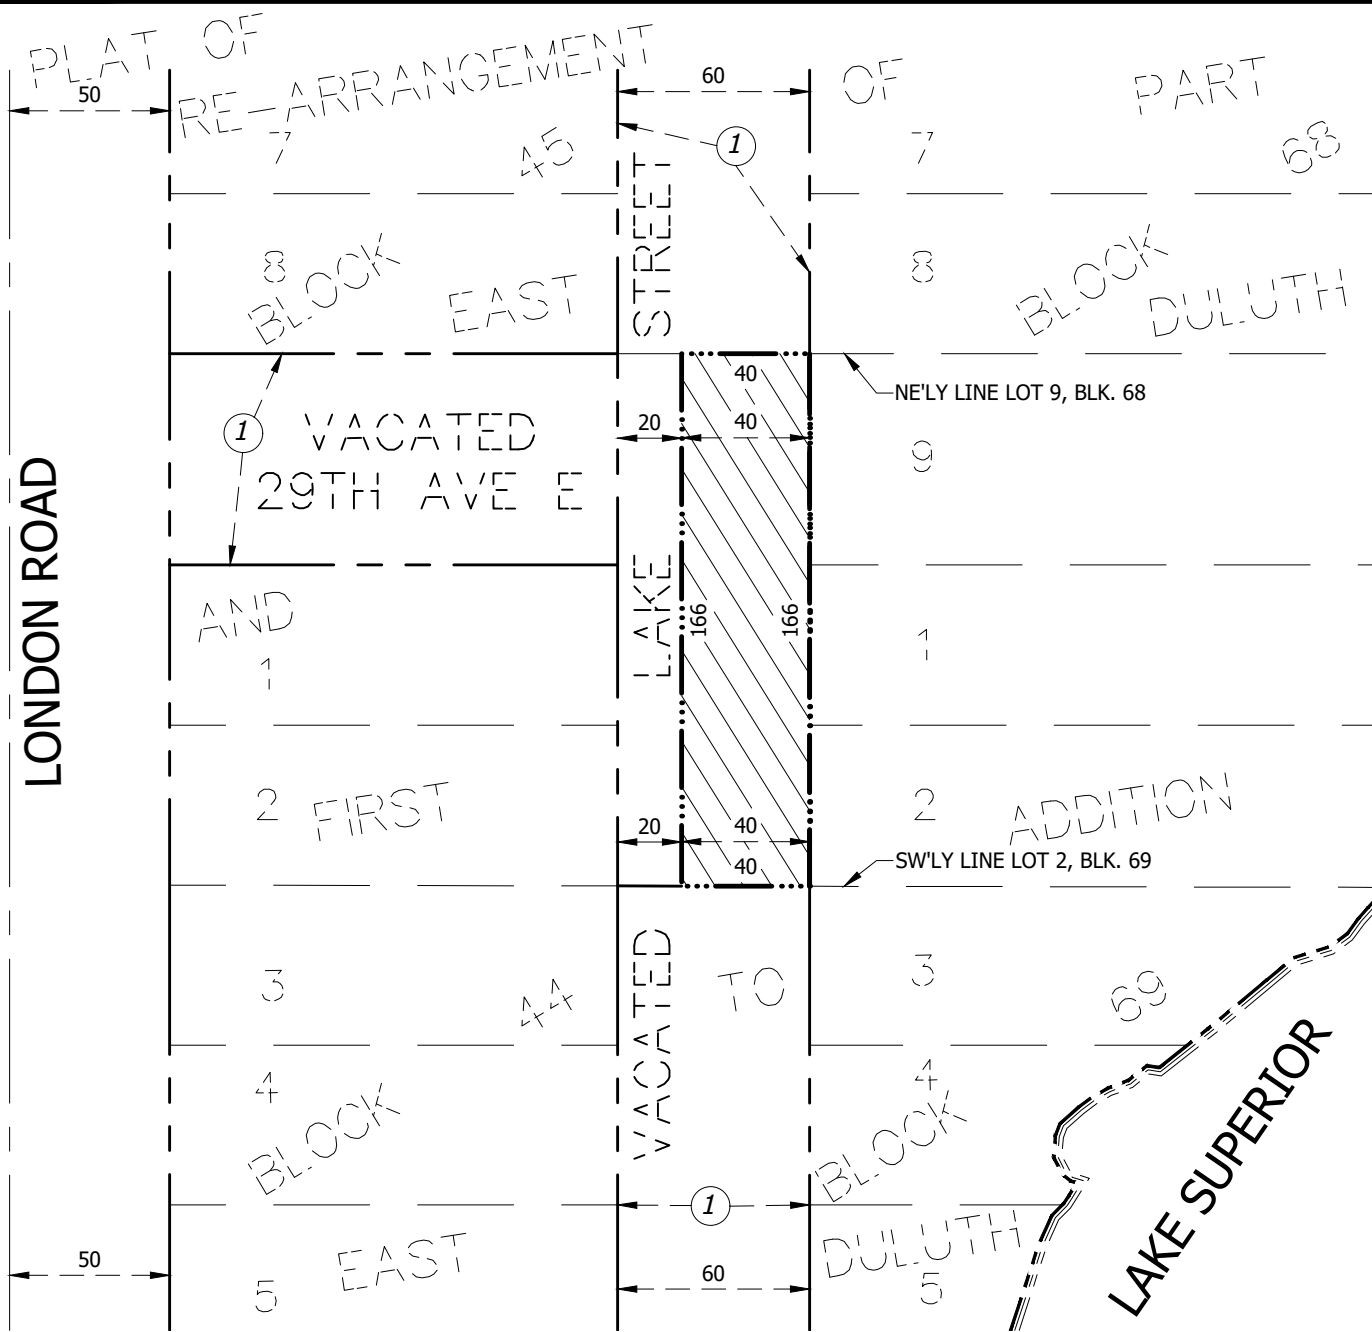 PLAT OF
RE-ARRANGEMENT
OF
PART
50
60
7
45
1
7
68
8
BLOCK
EAST
STREET
8
BLOCK
DULUTH
40
NE'LY LINE LOT 9, BLK. 68
1
VACATED
29TH AVE E
20
40
9
LONDON ROAD
AND
LAKE
166
166
1
1
2
FIRST
20
40
40
2
ADDITION
SW'LY LINE LOT 2, BLK. 69
3
44
VACATED
TO
3
69
4
BLOCK
4
BLOCK
LAKE SUPERIOR
1
50
EAST
60
DULUTH
5
5